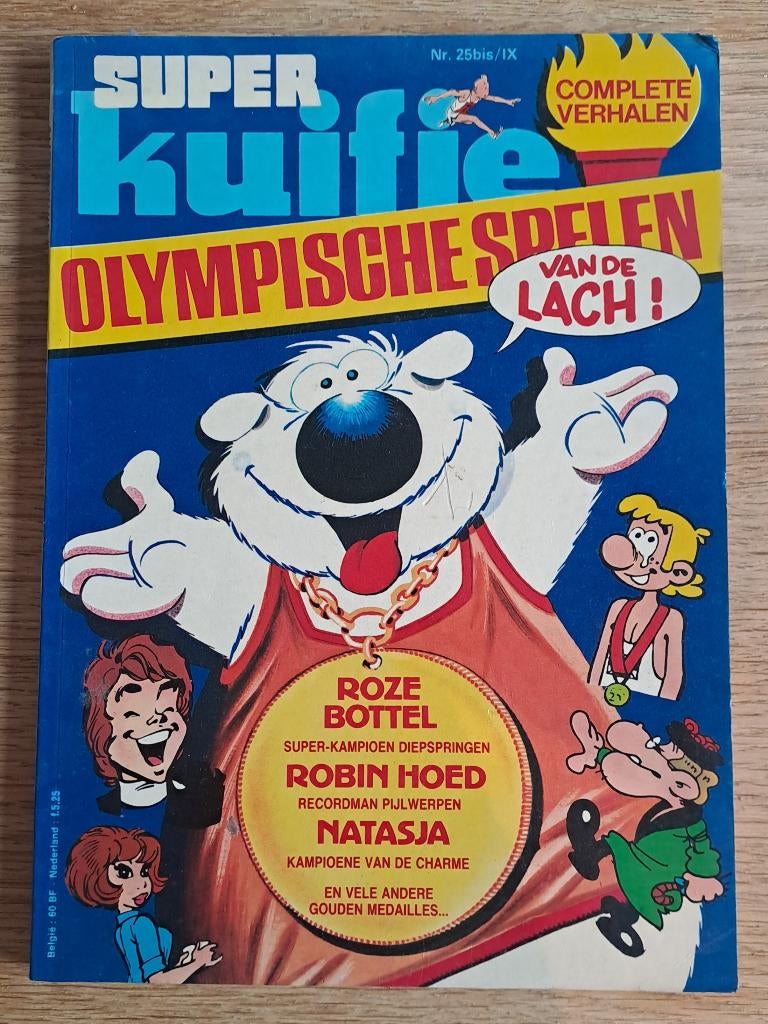 Nr. 25bis/IX
SUPER
kuifje
COMPLETE
VERHALEN
OLYMPISCHE SPELEN
VAN DE
LACH!
ROZE
BOTTEL
SUPER-KAMPIOEN DIEPSPRINGEN
ROBIN HOED
RECORDMAN PIJLWERPEN
NATASJA
KAMPIOENE VAN DE CHARME
EN VELE ANDERE
GOUDEN MEDAILLES...
België : 60 BF - Nederland : f.5,25